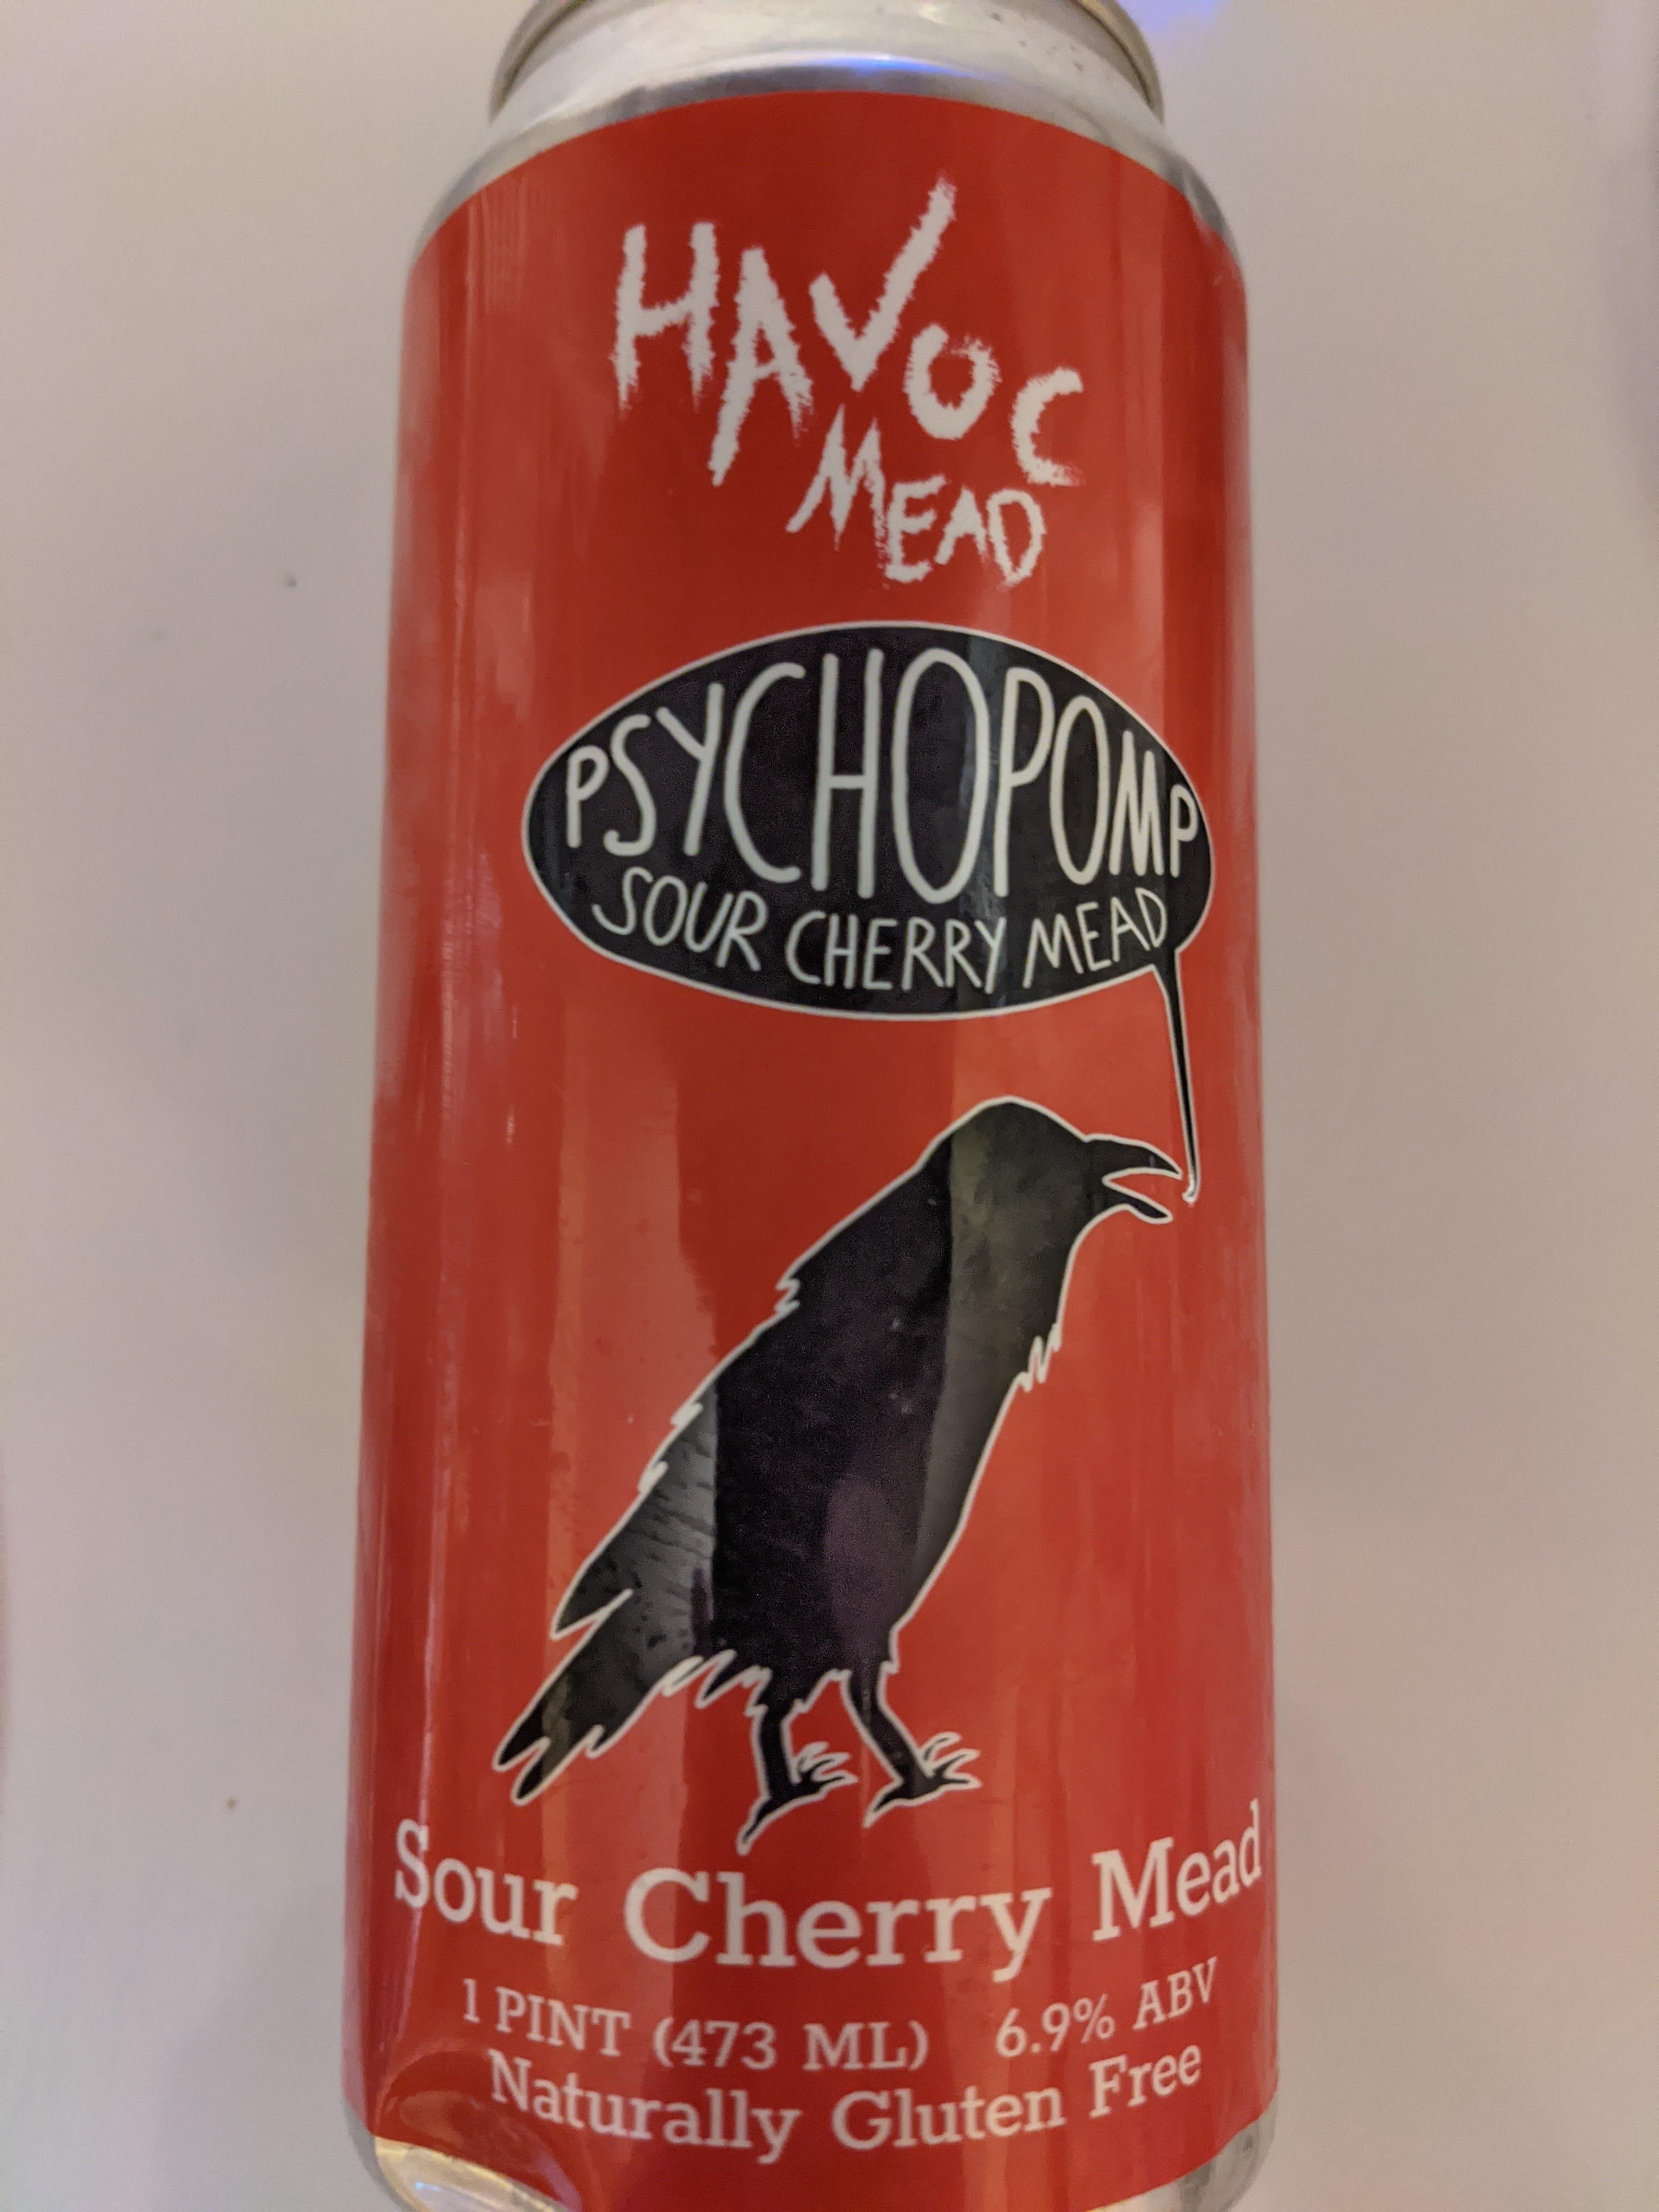 HAVOC
MEAD
PSYCHOPOMP
SOUR CHERRY MEAD
Sour Cherry Mead
1 PINT (473 ML) 6.9% ABV
Naturally Gluten Free